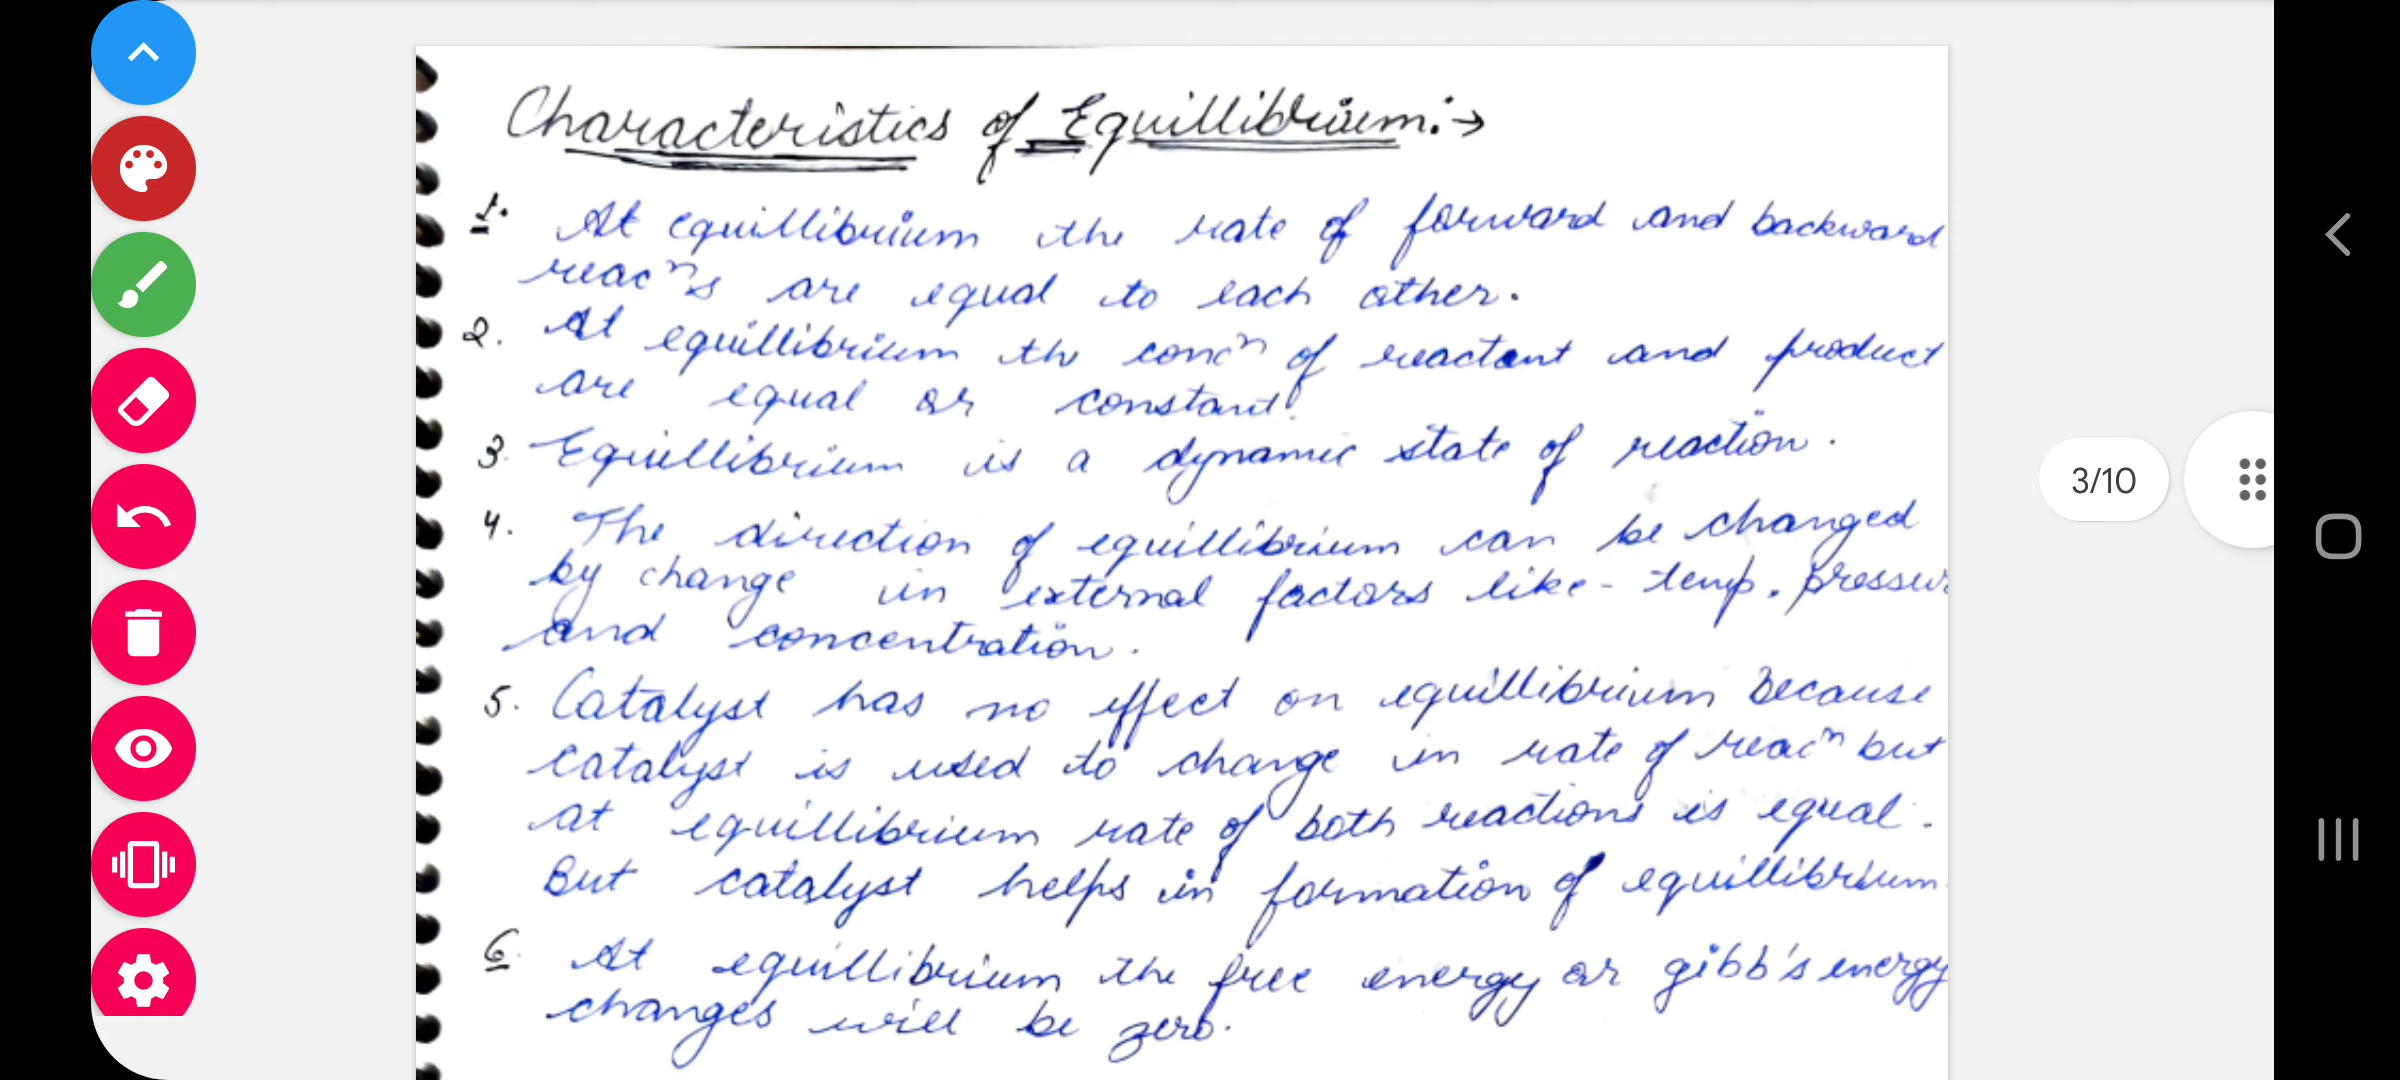 Characteristics of Equillibrium:→
1. At equillibrium the rate of forward and backward
reacⁿs are equal to each other.
2. At equillibrium th concⁿ of reactant and product
are equal or constant.
3. Equillibrium is a dynamic state of reaction.
4. The direction of equillibrium can be changed
by change in external factors like - temp. pressur
and concentration.
3/10
5. Catalyst has no effect on equillibrium Because
catalyst is used to change in rate of reacⁿ but
at equillibrium rate of both reactions is equal.
But catalyst helps in formation of equillibrium
6. At equillibrium the free energy or gibb's energy
changes will be zero.